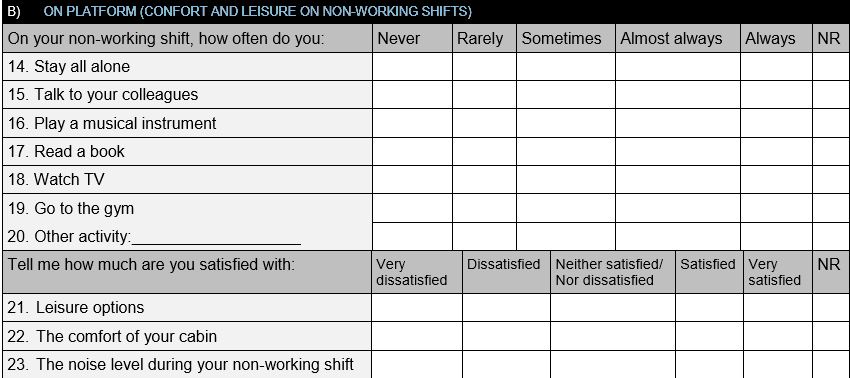 B) ON PLATFORM (CONFORT AND LEISURE ON NON-WORKING SHIFTS)
On your non-working shift, how often do you: Never Rarely Sometimes Almost always Always NR
14. Stay all alone
15. Talk to your colleagues
16. Play a musical instrument
17. Read a book
18. Watch TV
19. Go to the gym
20. Other activity:___________________
Tell me how much are you satisfied with: Very dissatisfied Dissatisfied Neither satisfied/ Nor dissatisfied Satisfied Very satisfied NR
21. Leisure options
22. The comfort of your cabin
23. The noise level during your non-working shift